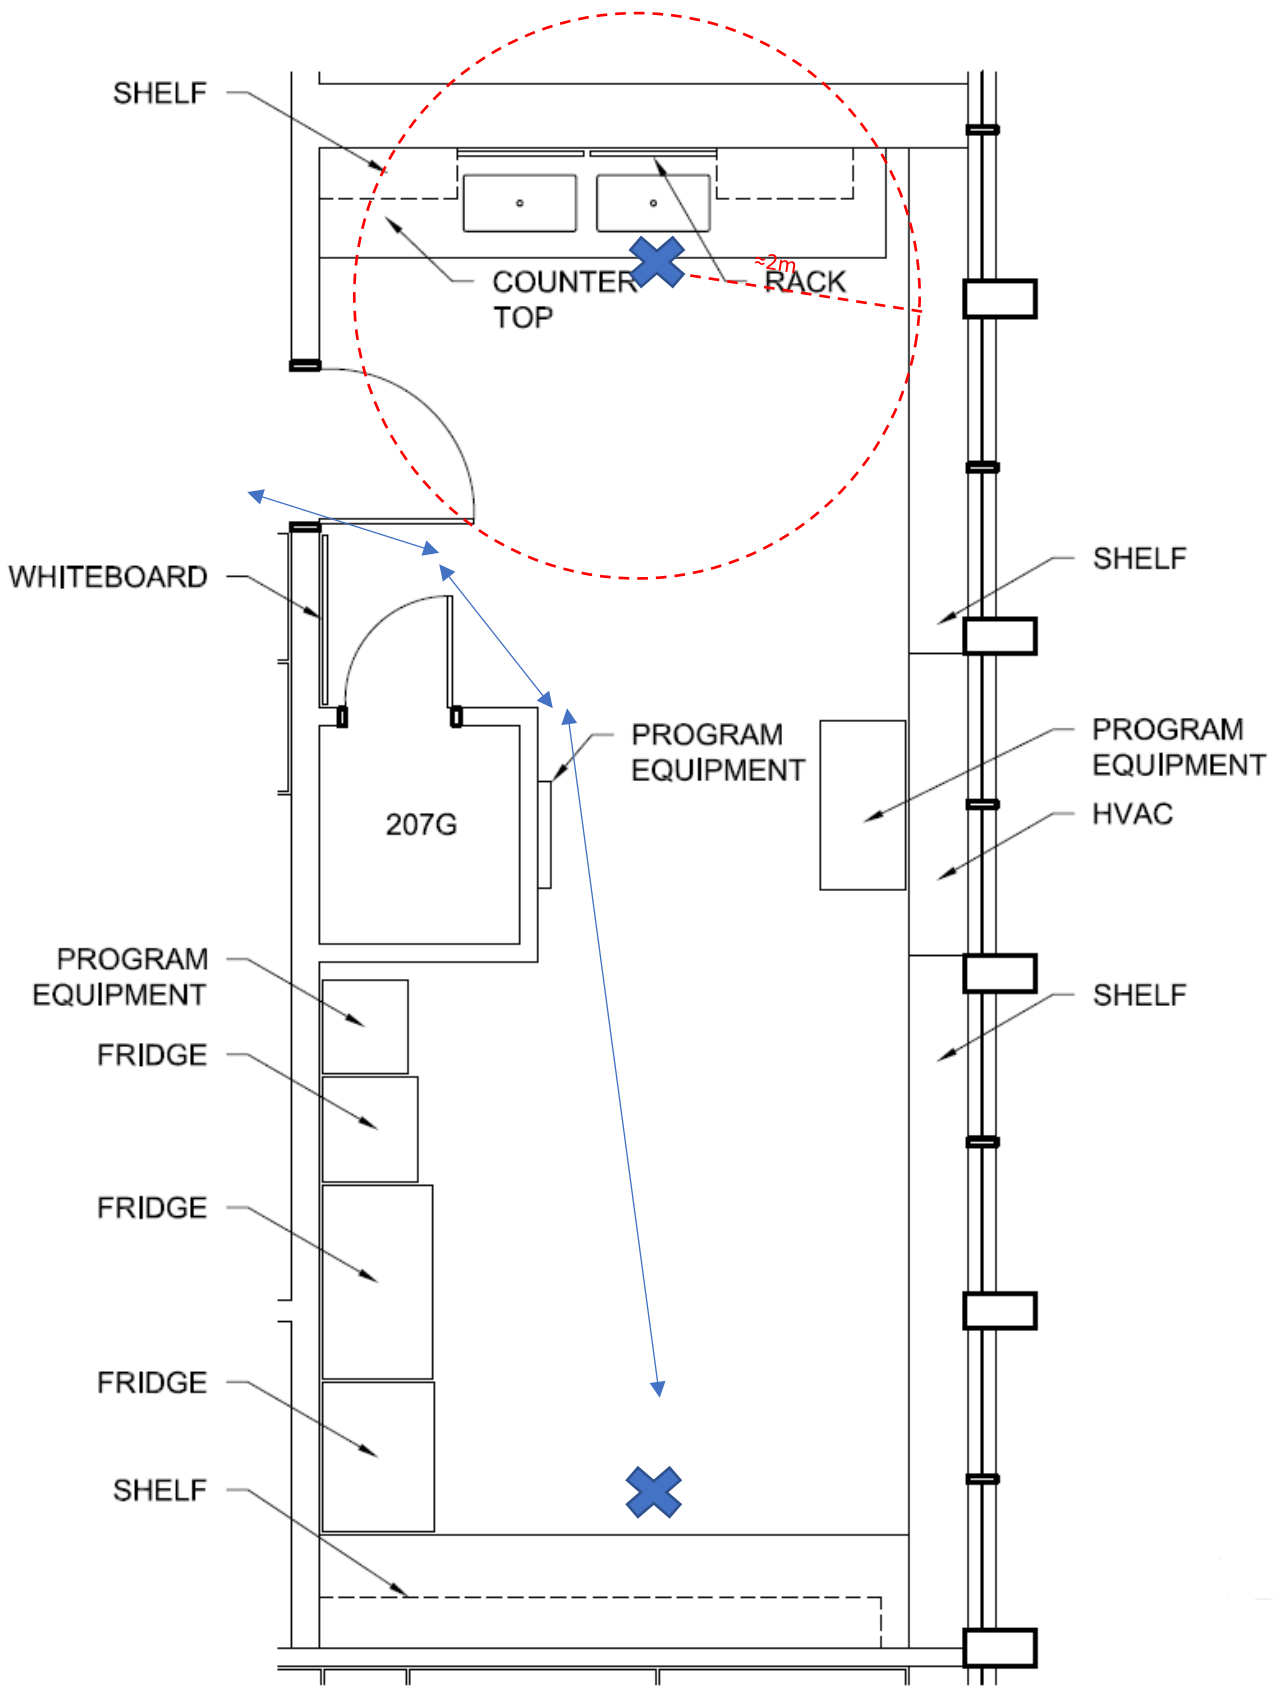 SHELF
≈2m
COUNTER
TOP
RACK
WHITEBOARD
SHELF
PROGRAM
EQUIPMENT
PROGRAM
EQUIPMENT
HVAC
207G
PROGRAM
EQUIPMENT
SHELF
FRIDGE
FRIDGE
FRIDGE
SHELF